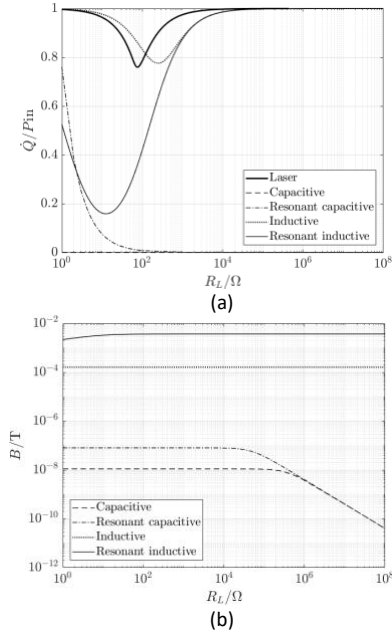 1
0.8
0.6
0.4
0.2
0
Q̇/Pin
Laser
Capacitive
Resonant capacitive
Inductive
Resonant inductive
10^0 10^2 10^4 10^6 10^8
R_L/Ω
(a)
10^-2
10^-4
10^-6
10^-8
10^-10
10^-12
B/T
Capacitive
Resonant capacitive
Inductive
Resonant inductive
10^0 10^2 10^4 10^6 10^8
R_L/Ω
(b)